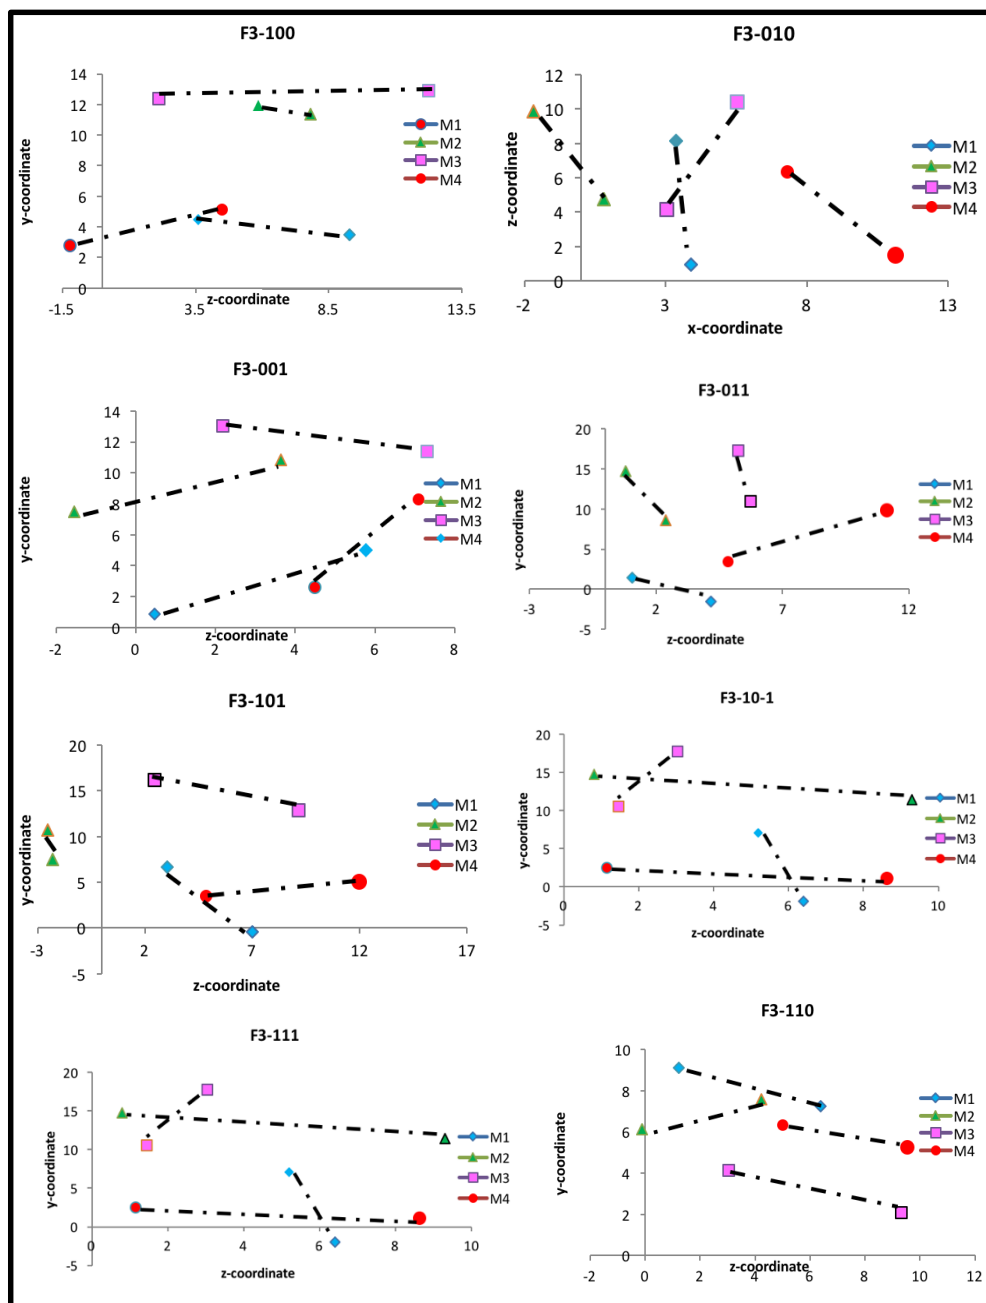 F3-100
14
12
10
8
6
4
2
0
-1.5
3.5
8.5
13.5
y-coordinate
z-coordinate
M1
M2
M3
M4
F3-010
12
10
8
6
4
2
0
-2
3
8
13
z-coordinate
x-coordinate
M1
M2
M3
M4
F3-001
14
12
10
8
6
4
2
0
-2
0
2
4
6
8
y-coordinate
z-coordinate
M1
M2
M3
M4
F3-011
20
15
10
5
0
-5
-3
2
7
12
y-coordinate
z-coordinate
M1
M2
M3
M4
F3-101
20
15
10
5
0
-5
-3
2
7
12
17
y-coordinate
z-coordinate
M1
M2
M3
M4
F3-10-1
20
15
10
5
0
-5
0
2
4
6
8
10
y-coordinate
z-coordinate
M1
M2
M3
M4
F3-111
20
15
10
5
0
-5
0
2
4
6
8
10
y-coordinate
z-coordinate
M1
M2
M3
M4
F3-110
10
8
6
4
2
0
-2
0
2
4
6
8
10
12
y-coordinate
z-coordinate
M1
M2
M3
M4